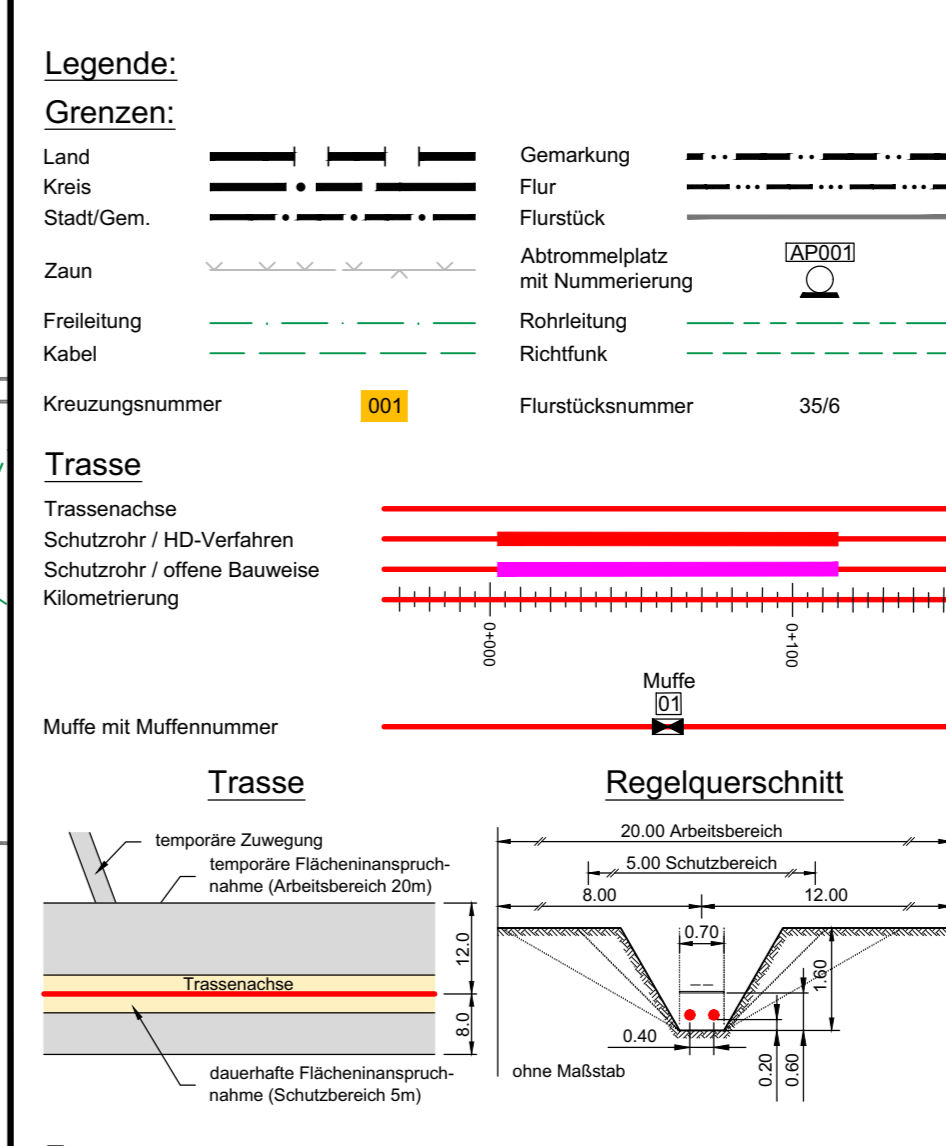 Legende:
Grenzen:
Land
Kreis
Stadt/Gem.
Zaun
Freileitung
Kabel
Kreuzungsnummer
001
Gemarkung
Flur
Flurstück
Abtrommelplatz
mit Nummerierung
AP001
Rohrleitung
Richtfunk
Flurstücksnummer
35/6
Trasse
Trassenachse
Schutzrohr / HD-Verfahren
Schutzrohr / offene Bauweise
Kilometrierung
0+000
0+100
Muffe
01
Muffe mit Muffennummer
Trasse
temporäre Zuwegung
temporäre Flächeninanspruch-
nahme (Arbeitsbereich 20m)
12.0
Trassenachse
8.0
dauerhafte Flächeninanspruch-
nahme (Schutzbereich 5m)
Regelquerschnitt
20.00 Arbeitsbereich
5.00 Schutzbereich
8.00
12.00
0.70
1.60
0.40
0.20
0.60
ohne Maßstab